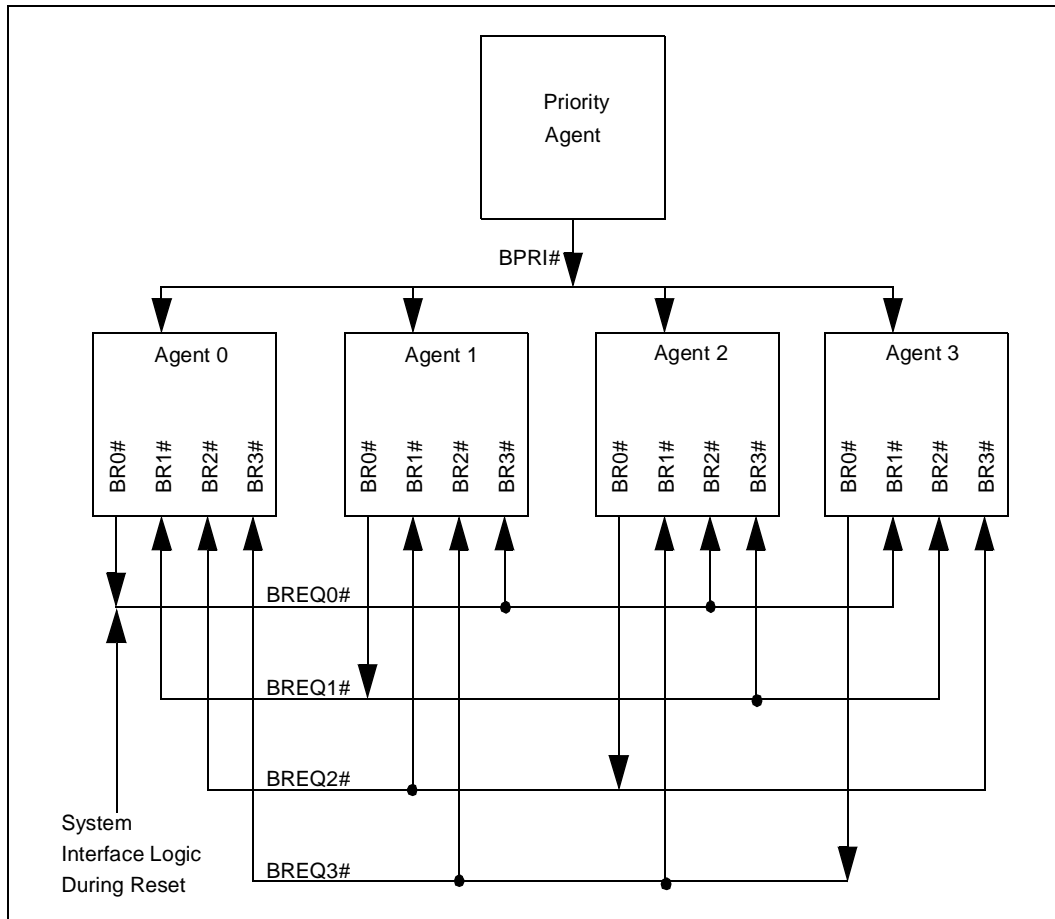 Priority
Agent
BPRI#
Agent 0
Agent 1
Agent 2
Agent 3
BR0#
BR1#
BR2#
BR3#
BR0#
BR1#
BR2#
BR3#
BR0#
BR1#
BR2#
BR3#
BR0#
BR1#
BR2#
BR3#
BREQ0#
BREQ1#
BREQ2#
BREQ3#
System
Interface Logic
During Reset